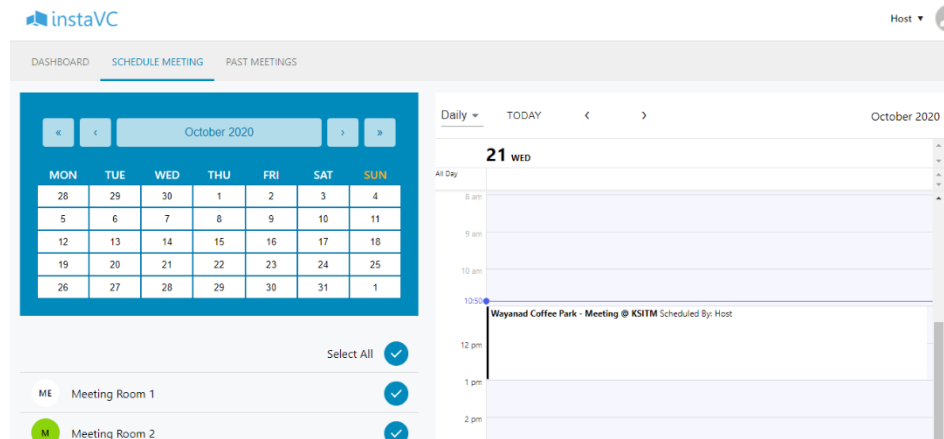 instaVC
Host ▼
DASHBOARD SCHEDULE MEETING PAST MEETINGS
« ‹ October 2020 › »
MON TUE WED THU FRI SAT SUN
28 29 30 1 2 3 4
5 6 7 8 9 10 11
12 13 14 15 16 17 18
19 20 21 22 23 24 25
26 27 28 29 30 31 1
Select All
ME Meeting Room 1
M Meeting Room 2
Daily TODAY ‹ › October 2020
21 WED
All Day
8 am
9 am
10 am
10:50
Wayanad Coffee Park - Meeting @ KSITM Scheduled By: Host
12 pm
1 pm
2 pm